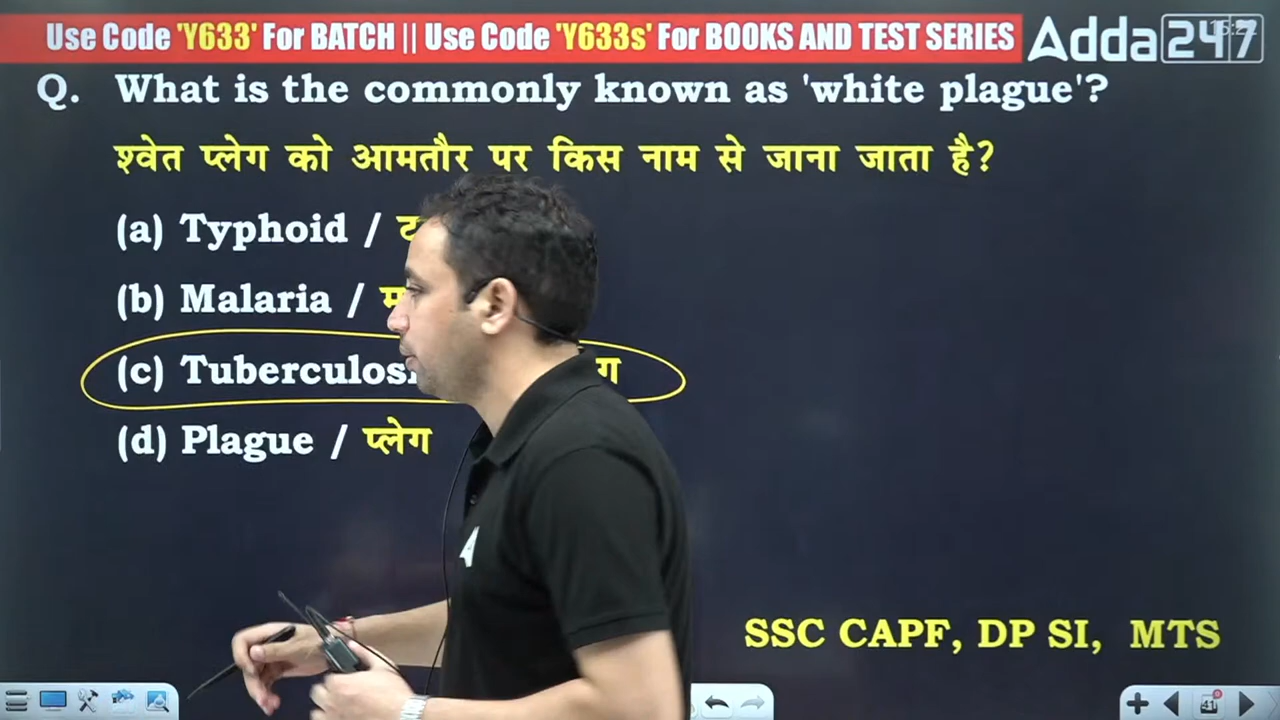 Use Code 'Y633' For BATCH || Use Code 'Y633s' For BOOKS AND TEST SERIES
Adda247
Q. What is the commonly known as 'white plague'?
श्वेत प्लेग को आमतौर पर किस नाम से जाना जाता है?
(a) Typhoid /
(b) Malaria /
(c)
(d) Plague / प्लेग
SSC CAPF, DP SI, MTS
41